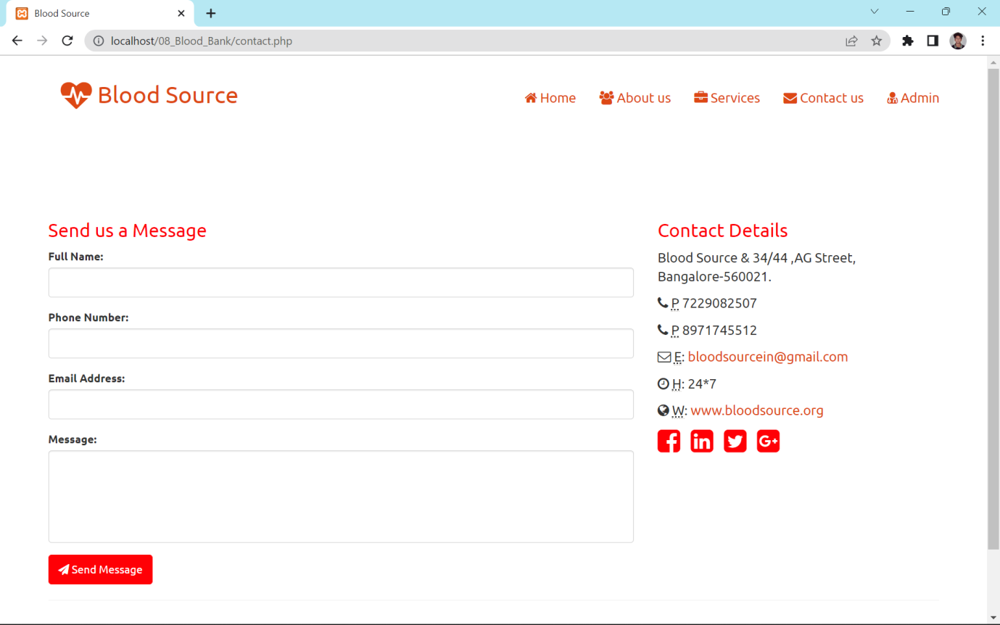 Blood Source
localhost/08_Blood_Bank/contact.php
Blood Source
Home About us Services Contact us Admin
Send us a Message
Full Name:
Phone Number:
Email Address:
Message:
Send Message
Contact Details
Blood Source & 34/44 ,AG Street,
Bangalore-560021.
P 7229082507
P 8971745512
E: bloodsourcein@gmail.com
H: 24*7
W: www.bloodsource.org